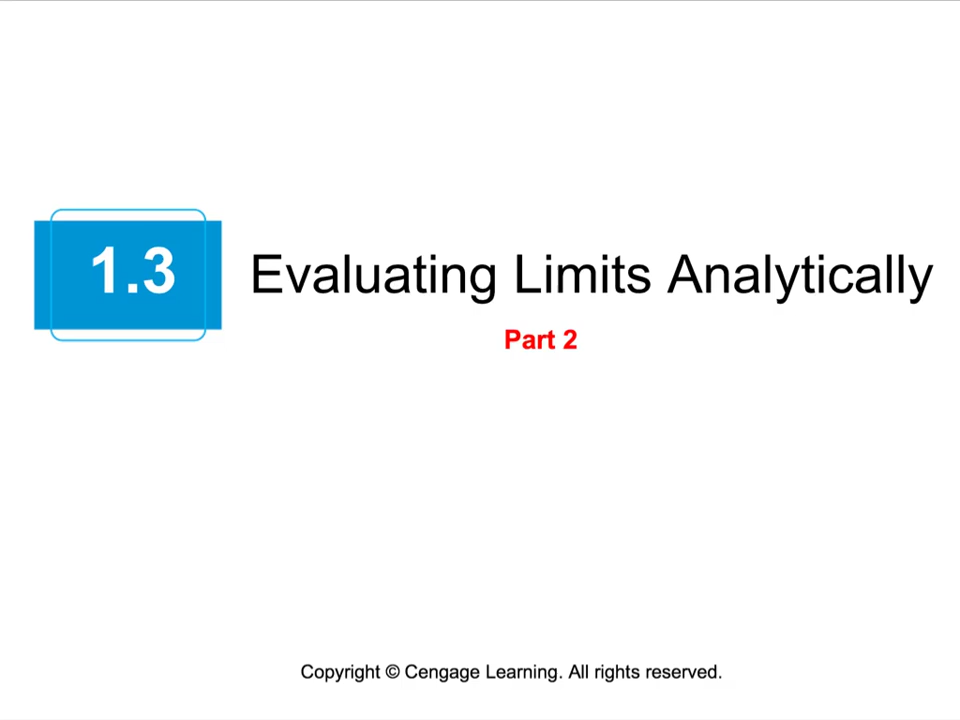 1.3 Evaluating Limits Analytically
Part 2
Copyright © Cengage Learning. All rights reserved.